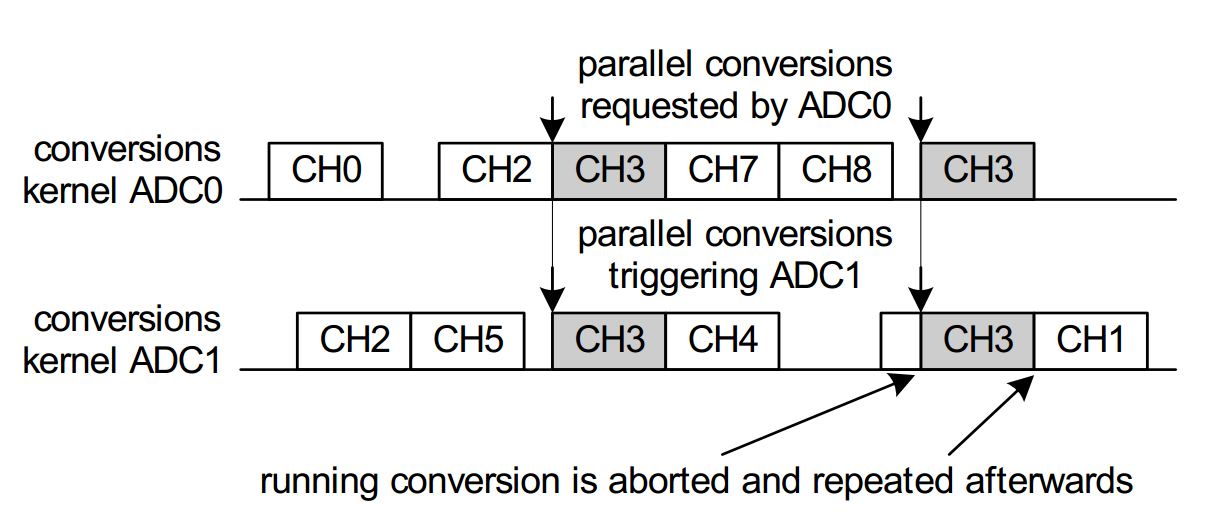 parallel conversions
requested by ADC0
conversions
kernel ADC0
CH0 CH2 CH3 CH7 CH8 CH3
parallel conversions
triggering ADC1
conversions
kernel ADC1
CH2 CH5 CH3 CH4 CH3 CH1
running conversion is aborted and repeated afterwards